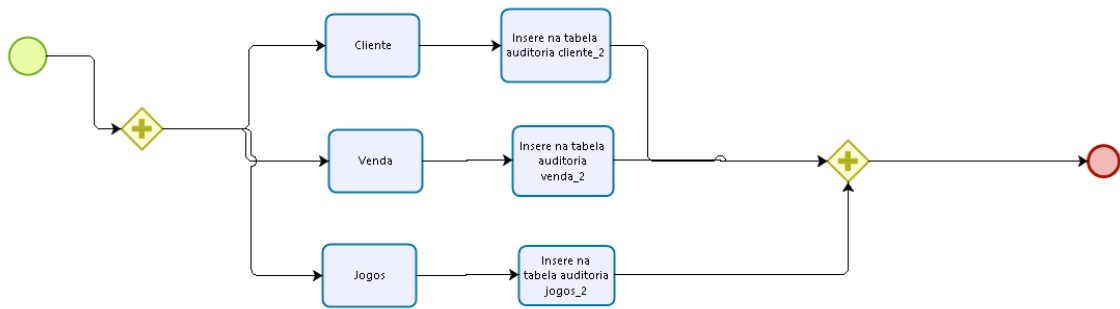 Cliente
Insere na tabela
auditoria cliente_2
Venda
Insere na tabela
auditoria
venda_2
Jogos
Insere na
tabela auditoria
jogos_2